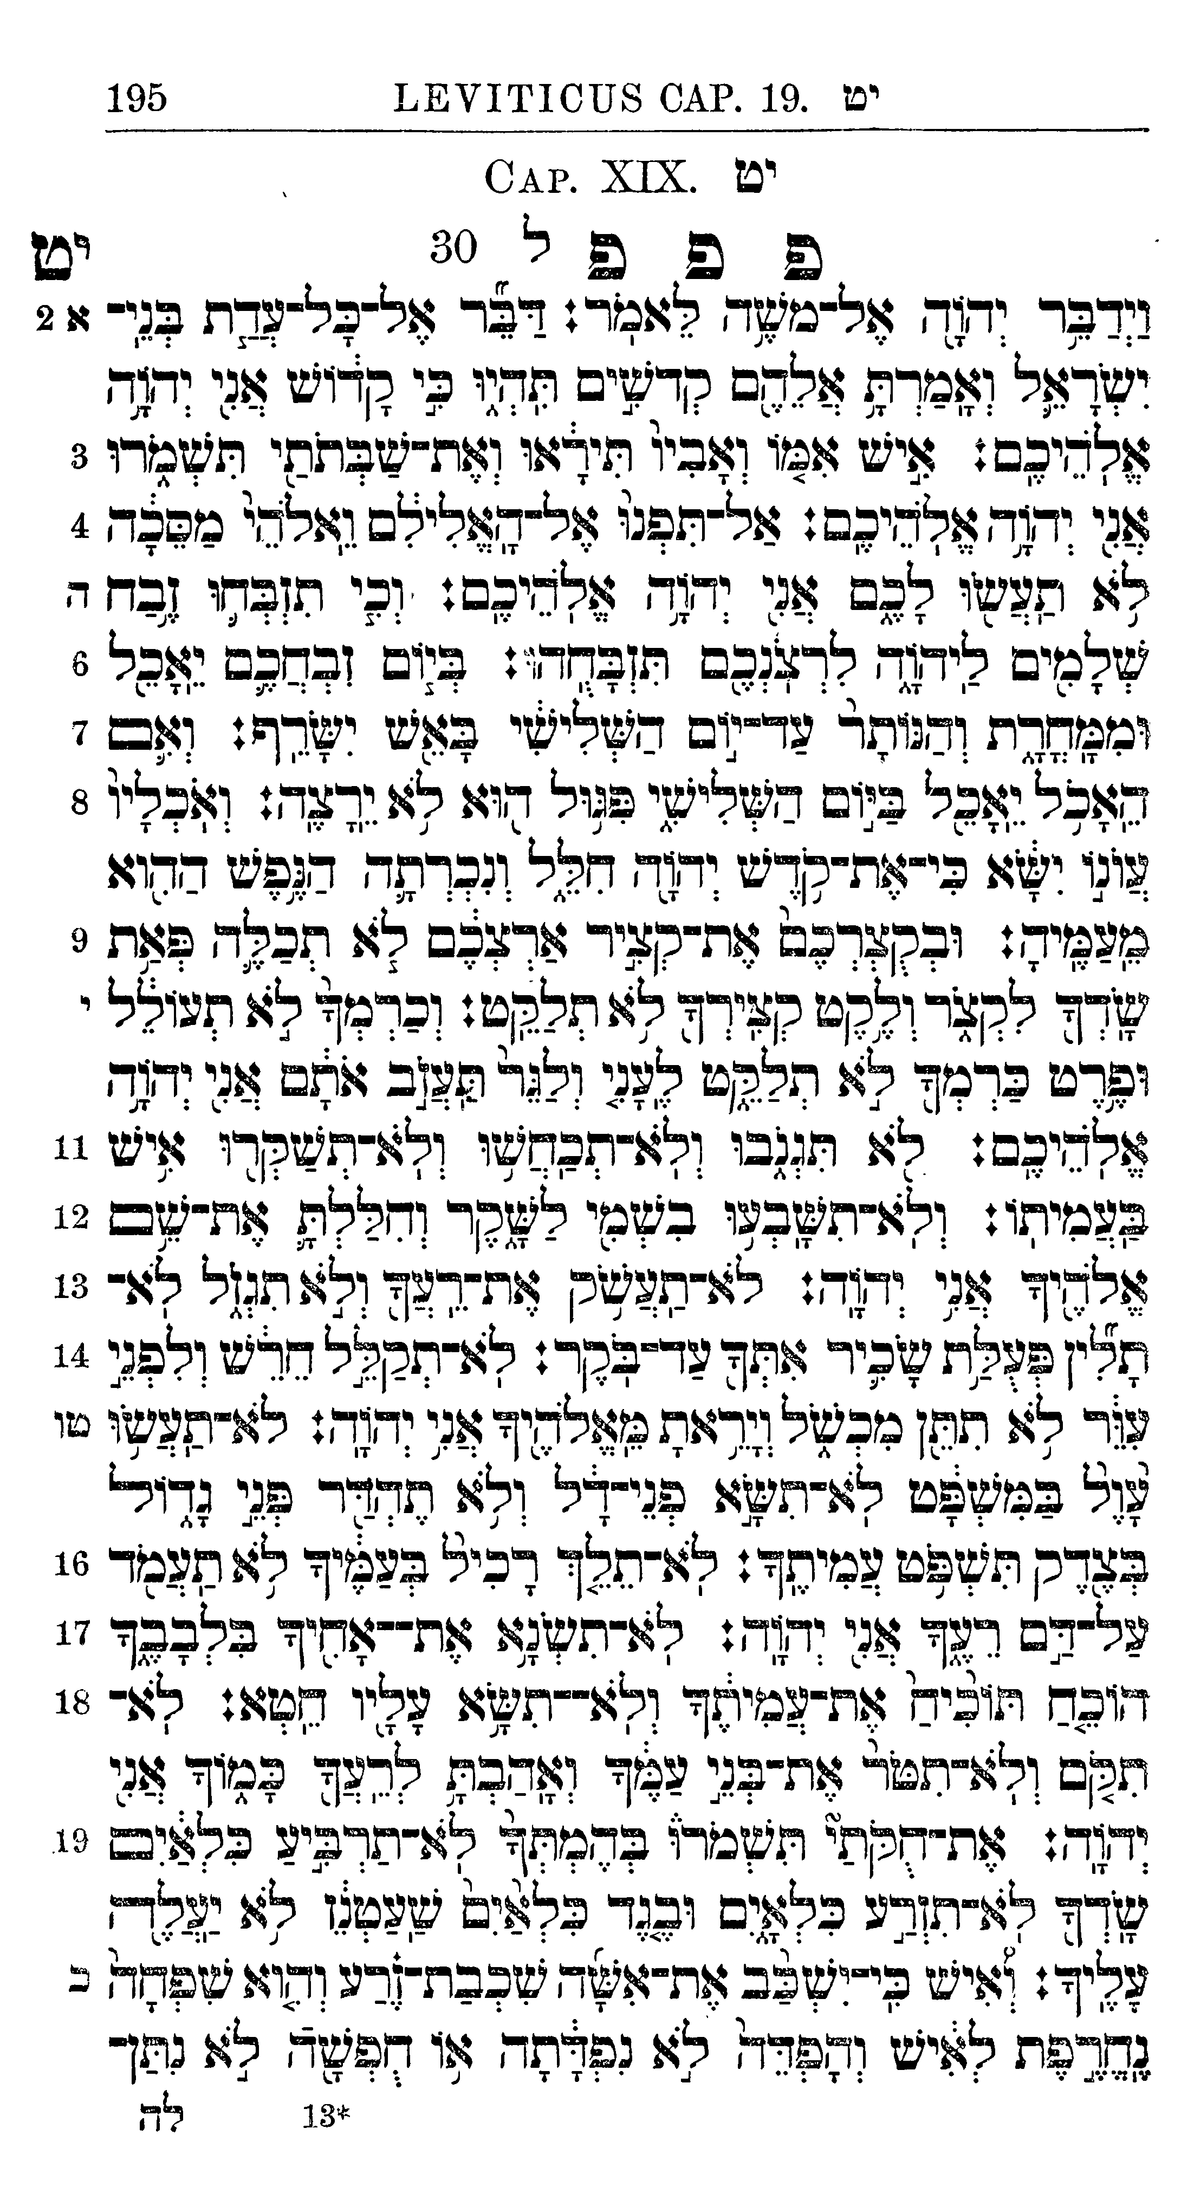 195 LEVITICUS CAP. 19. יט
CAP. XIX. יט
יט פ פ פ ל 30
וַיְדַבֵּ֥ר יְהוָֹ֖ה אֶל־מֹשֶׁ֥ה לֵּאמֹֽר׃ דַּבֵּ֞ר אֶל־כָּל־עֲדַ֧ת בְּנֵֽי־ א 2
יִשְׂרָאֵ֛ל וְאָֽמַרְתָּ֥ אֲלֵהֶ֖ם קְדשִׁ֣ים תִּֽהְי֑וּ כִּ֣י קָד֔וֹשׁ אֲנִ֖י יְהוָֹ֥ה
אֱלֹֽהֵיכֶֽם׃ אִ֣ישׁ אִמּ֤וֹ וְאָבִיו֙ תִּירָ֔אוּ וְאֶת־שַׁבְּתֹתַ֖י תִּשְׁמֹ֑רוּ 3
אֲנִ֖י יְהוָֹ֥ה אֱלֹֽהֵיכֶֽם׃ אַל־תִּפְנוּ֙ אֶל־הָ֣אֱלִילִ֔ם וֵֽאלֹהֵי֙ מַסֵּכָ֔ה 4
לֹ֥א תַֽעֲשׂ֖וּ לָכֶ֑ם אֲנִ֖י יְהוָֹ֥ה אֱלֹֽהֵיכֶֽם׃ וְכִ֧י תִזְבְּח֛וּ זֶ֥בַח ה
שְׁלָמִ֖ים לַֽיהוָֹ֑ה לִרְצֹֽנְכֶ֖ם תִּזְבָּחֻֽהוּ׃ בְּי֧וֹם זִבְחֲכֶ֛ם יֵֽאָכֵ֖ל 6
וּמִמָּֽחֳרָ֑ת וְהַנּוֹתָר֙ עַד־י֣וֹם הַשְּׁלִישִׁ֔י בָּאֵ֖שׁ יִשָּׂרֵֽף׃ וְאִ֛ם 7
הֵֽאָכֹ֥ל יֵֽאָכֵ֖ל בַּיּ֣וֹם הַשְּׁלִישִׁ֑י פִּגּ֥וּל ה֖וּא לֹ֥א יֵֽרָצֶֽה׃ וְאֹֽכְלָיו֙ 8
עֲוֹנ֣וֹ יִשָּׂ֔א כִּֽי־אֶת־קֹ֥דֶשׁ יְהוָֹ֖ה חִלֵּ֑ל וְנִכְרְתָ֛ה הַנֶּ֥פֶשׁ הַהִ֖וא
מֵֽעַמֶּֽיהָ׃ וּֽבְקֻצְרְכֶם֙ אֶת־קְצִ֣יר אַרְצְכֶ֔ם לֹ֧א תְכַלֶּ֛ה פְּאַ֥ת 9
שָֽׂדְךָ֖ לִקְצֹ֑ר וְלֶ֥קֶט קְצִֽירְךָ֖ לֹ֥א תְלַקֵּֽט׃ וְכַרְמְךָ֙ לֹ֣א תְעוֹלֵ֔ל י
וּפֶ֥רֶט כַּרְמְךָ֖ לֹ֣א תְלַקֵּ֑ט לֶֽעָנִ֤י וְלַגֵּר֙ תַּֽעֲזֹ֣ב אֹתָ֔ם אֲנִ֖י יְהוָֹ֥ה
אֱלֹֽהֵיכֶֽם׃ לֹ֖א תִּגְנֹ֑בוּ וְלֹֽא־תְכַֽחֲשׁ֥וּ וְלֹֽא־תְשַׁקְּר֖וּ אִ֥ישׁ 11
בַּֽעֲמִיתֽוֹ׃ וְלֹֽא־תִשָּֽׁבְע֥וּ בִשְׁמִ֖י לַשָּׁ֑קֶר וְחִלַּלְתָּ֛ אֶת־שֵׁ֥ם 12
אֱלֹהֶ֖יךָ אֲנִ֥י יְהוָֹֽה׃ לֹא־תַֽעֲשֹׁ֥ק אֶת־רֵֽעֲךָ֖ וְלֹ֣א תִגְזֹ֑ל לֹֽא־ 13
תָלִ֞ין פְּעֻלַּ֥ת שָׂכִ֛יר אִתְּךָ֖ עַד־בֹּֽקֶר׃ לֹֽא־תְקַלֵּ֣ל חֵרֵ֔שׁ וְלִפְנֵ֣י 14
עִוֵּ֔ר לֹ֥א תִתֵּ֖ן מִכְשֹׁ֑ל וְיָרֵ֥אתָ מֵּֽאֱלֹהֶ֖יךָ אֲנִ֥י יְהוָֹֽה׃ לֹא־תַֽעֲשׂ֥וּ טו
עָ֙וֶל֙ בַּמִּשְׁפָּ֔ט לֹֽא־תִשָּׂ֣א פְנֵי־דָ֔ל וְלֹ֥א תֶהְדַּ֖ר פְּנֵ֣י גָד֑וֹל
בְּצֶ֖דֶק תִּשְׁפֹּ֥ט עֲמִיתֶֽךָ׃ לֹֽא־תֵלֵ֤ךְ רָכִיל֙ בְּעַמֶּ֔יךָ לֹ֥א תַֽעֲמֹ֖ד 16
עַל־דַּ֣ם רֵעֶ֑ךָ אֲנִ֖י יְהוָֹֽה׃ לֹֽא־תִשְׂנָ֥א אֶת־אָחִ֖יךָ בִּלְבָבֶ֑ךָ 17
הוֹכֵ֤חַ תּוֹכִ֙יחַ֙ אֶת־עֲמִיתֶ֔ךָ וְלֹֽא־תִשָּׂ֥א עָלָ֖יו חֵֽטְא׃ לֹֽא־ 18
תִקֹּ֤ם וְלֹֽא־תִטֹּר֙ אֶת־בְּנֵ֣י עַמֶּ֔ךָ וְאָֽהַבְתָּ֥ לְרֵֽעֲךָ֖ כָּמ֑וֹךָ אֲנִ֖י
יְהוָֹֽה׃ אֶת־חֻקֹּתַי֮ תִּשְׁמֹרוּ֒ בְּהֶמְתְּךָ֙ לֹֽא־תַרְבִּ֣יעַ כִּלְאַ֔יִם 19
שָֽׂדְךָ֖ לֹֽא־תִזְרַ֣ע כִּלְאָ֑יִם וּבֶ֤גֶד כִּלְאַ֙יִם֙ שַֽׁעַטְנֵ֔ז לֹ֥א יַֽעֲלֶ֖ה
עָלֶֽיךָ׃ וְ֠אִישׁ כִּֽי־יִשְׁכַּ֨ב אֶת־אִשָּׁ֜ה שִׁכְבַת־זֶ֗רַע וְהִ֤וא שִׁפְחָה֙ כ
נֶֽחֱרֶ֣פֶת לְאִ֔ישׁ וְהָפְדֵּה֙ לֹ֣א נִפְדָּ֔תָה א֥וֹ חֻפְשָׁ֖ה לֹ֣א נִתַּן־
לה 13*